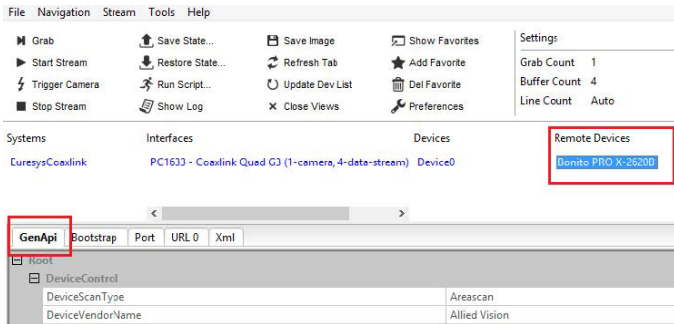 File Navigation Stream Tools Help
Grab Save State... Save Image Show Favorites Settings
Start Stream Restore State... Refresh Tab Add Favorite Grab Count 1
Trigger Camera Run Script... Update Dev List Del Favorite Buffer Count 4
Stop Stream Show Log Close Views Preferences Line Count Auto
Systems Interfaces Devices Remote Devices
EuresysCoaxlink PC1633 - Coaxlink Quad G3 (1-camera, 4-data-stream) Device0 Bonito PRO X-2620D
GenApi Bootstrap Port URL 0 Xml
Root
DeviceControl
DeviceScanType Areascan
DeviceVendorName Allied Vision